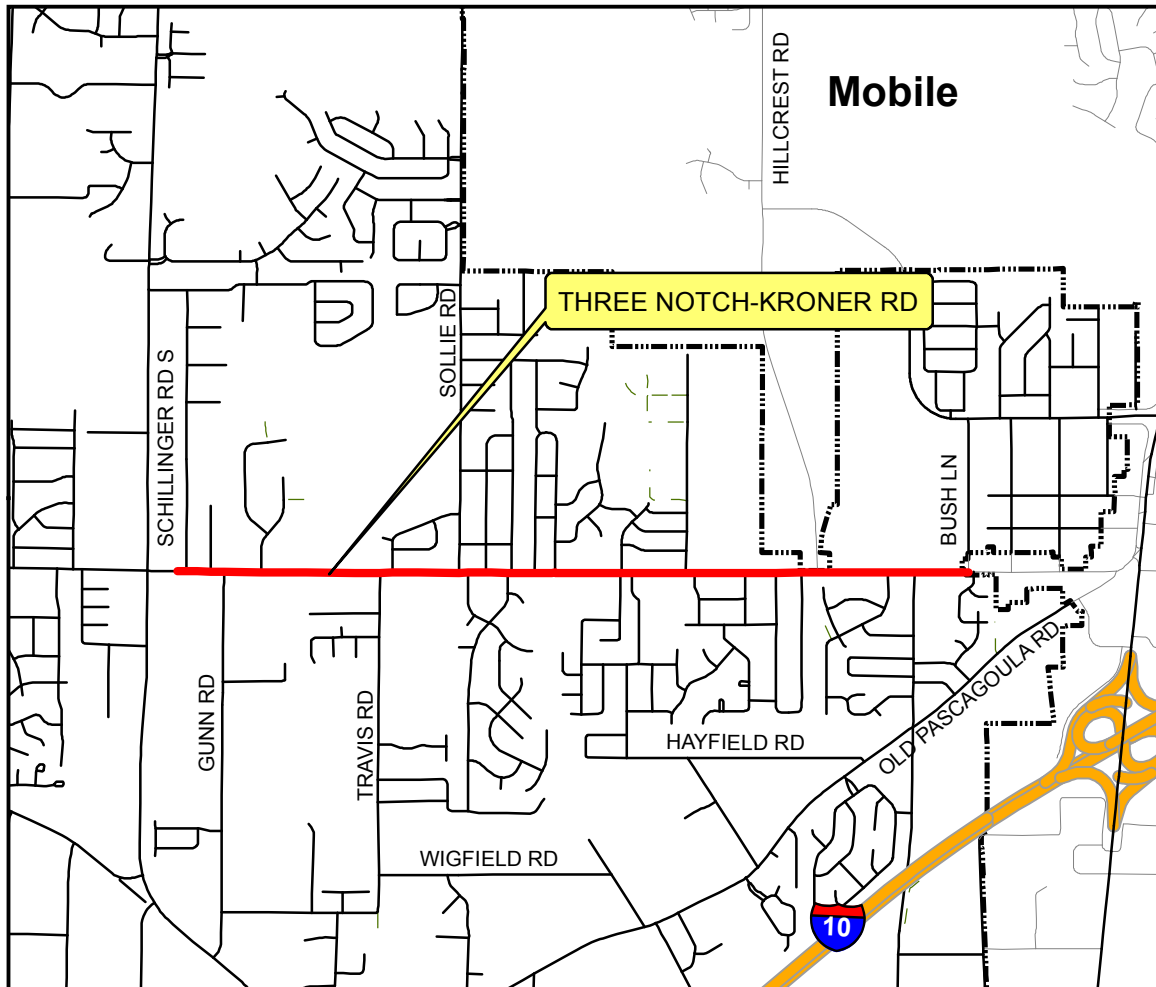 HILLCREST RD
Mobile
THREE NOTCH-KRONER RD
SOLLIE RD
SCHILLINGER RD S
BUSH LN
GUNN RD
TRAVIS RD
HAYFIELD RD
OLD PASCAGOULA RD
WIGFIELD RD
10